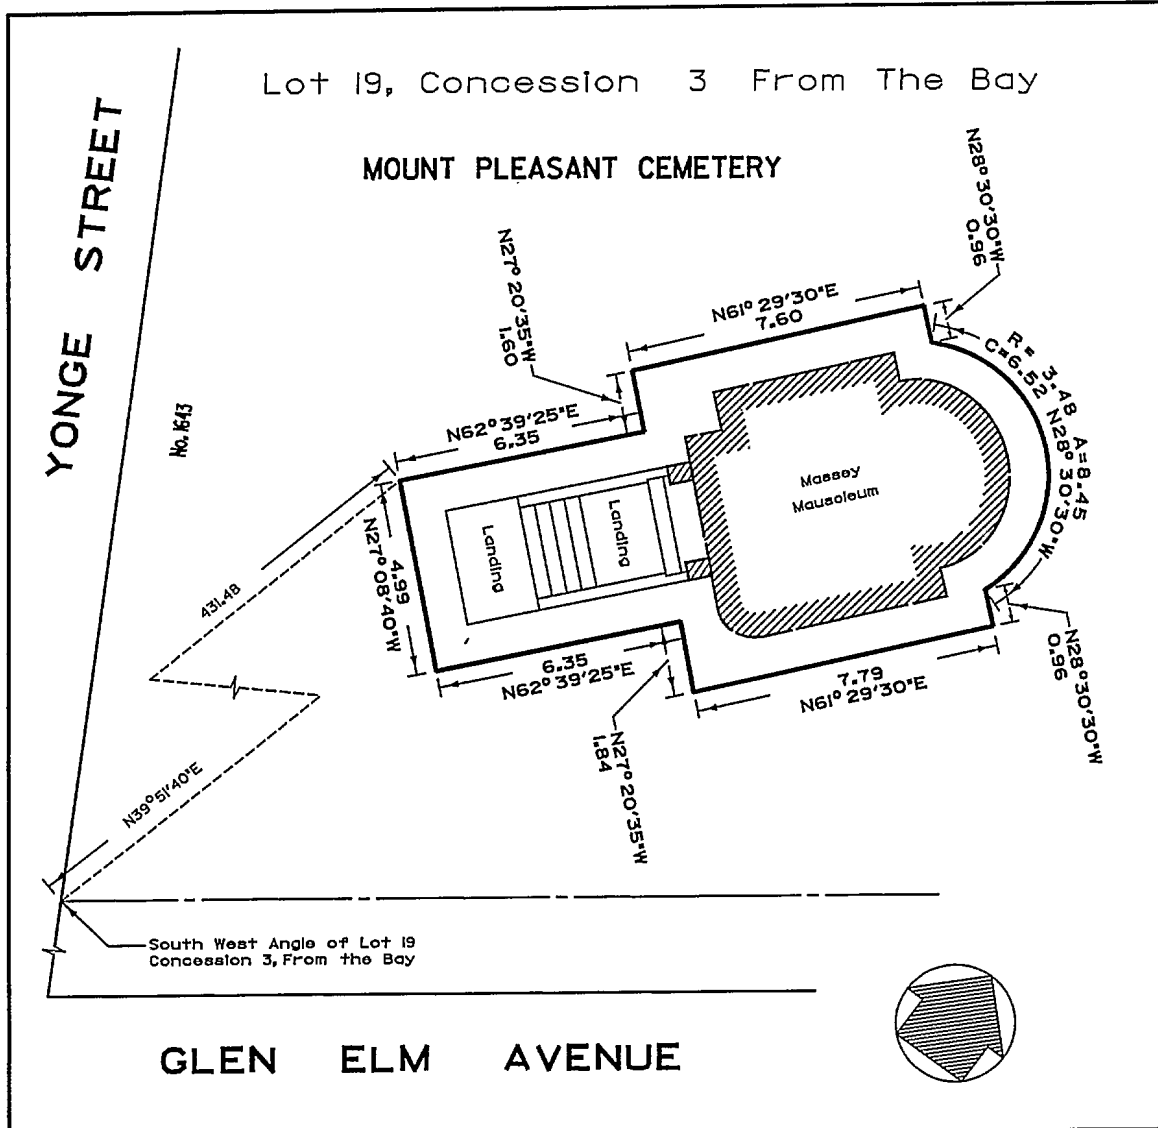 Lot 19, Concession 3 From The Bay
MOUNT PLEASANT CEMETERY
YONGE STREET
No. 1643
N28° 30'30"W
0.96
N27° 20'35"W
1.60
N61° 29'30"E
7.60
R = 3.48 A=8.45
C=6.52 N28° 30'30"W
N62° 39'25"E
6.35
Massey
Mausoleum
Landing
Landing
4.99
N27° 08'40"W
431.48
6.35
N62° 39'25"E
7.79
N61° 29'30"E
N28° 30'30"W
0.96
N27° 20'35"W
1.84
N39° 51'40"E
South West Angle of Lot 19
Concession 3, From the Bay
GLEN ELM AVENUE